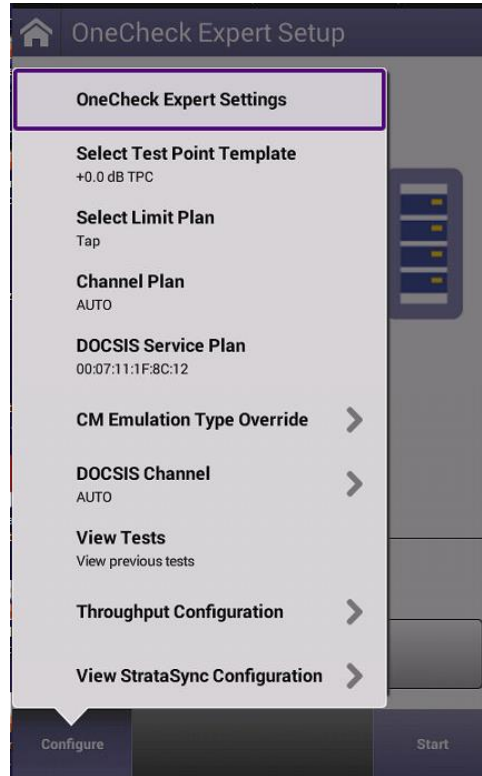 OneCheck Expert Setup
OneCheck Expert Settings
Select Test Point Template
+0.0 dB TPC
Select Limit Plan
Tap
Channel Plan
AUTO
DOCSIS Service Plan
00:07:11:1F:8C:12
CM Emulation Type Override
DOCSIS Channel
AUTO
View Tests
View previous tests
Throughput Configuration
View StrataSync Configuration
Configure
Start